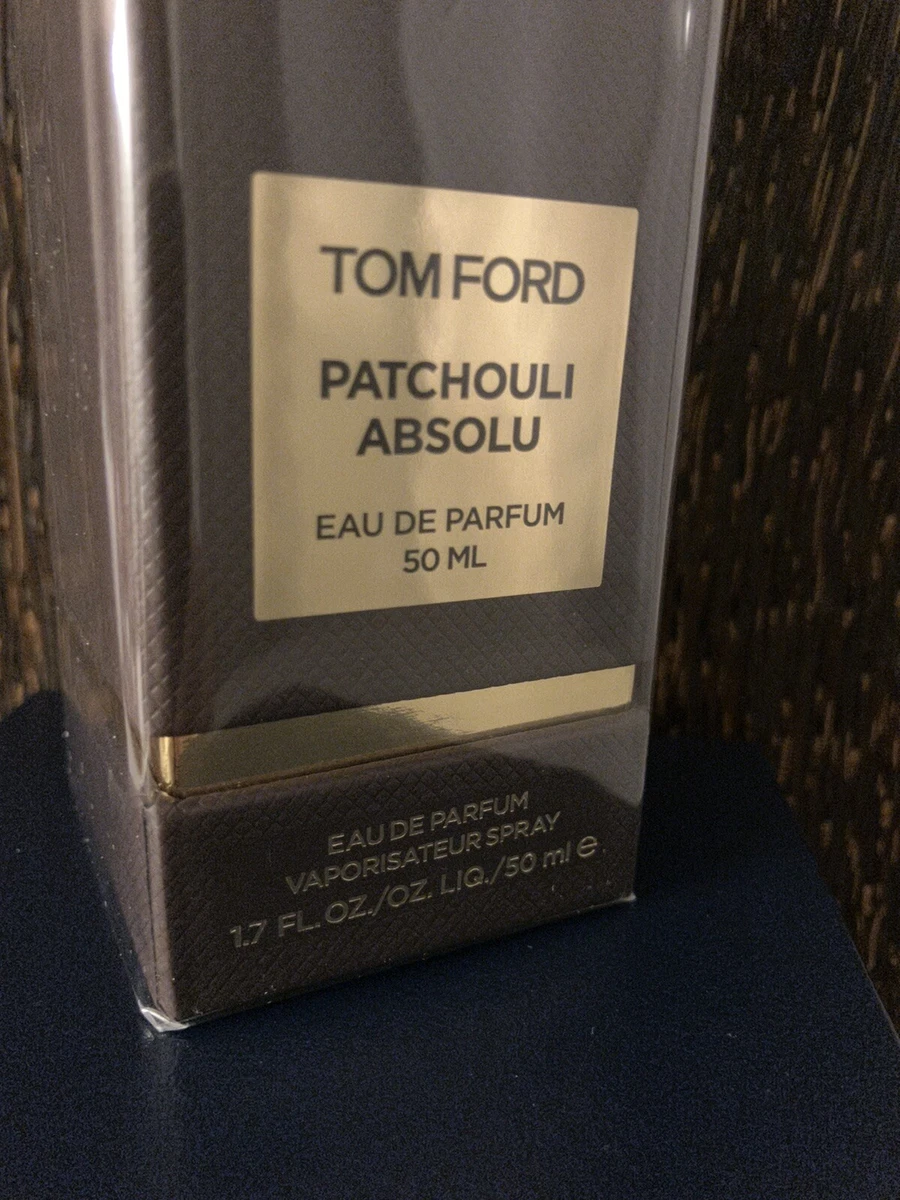 TOM FORD
PATCHOULI
ABSOLU
EAU DE PARFUM
50 ML
EAU DE PARFUM
VAPORISATEUR SPRAY
1.7 FL. OZ./OZ. LIQ./50 ml ℮